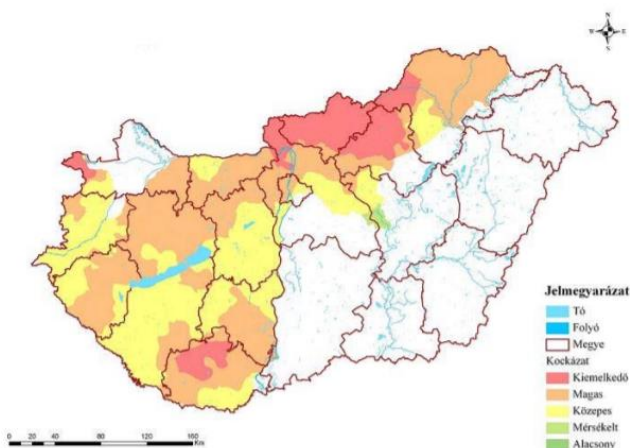 N
W E
S
Jelmegyarázat
Tó
Folyó
Megye
Kockázat
Kiemelkedő
Magas
Közepes
Mérsékelt
Alacsony
0 20 40 80 120 160
Km